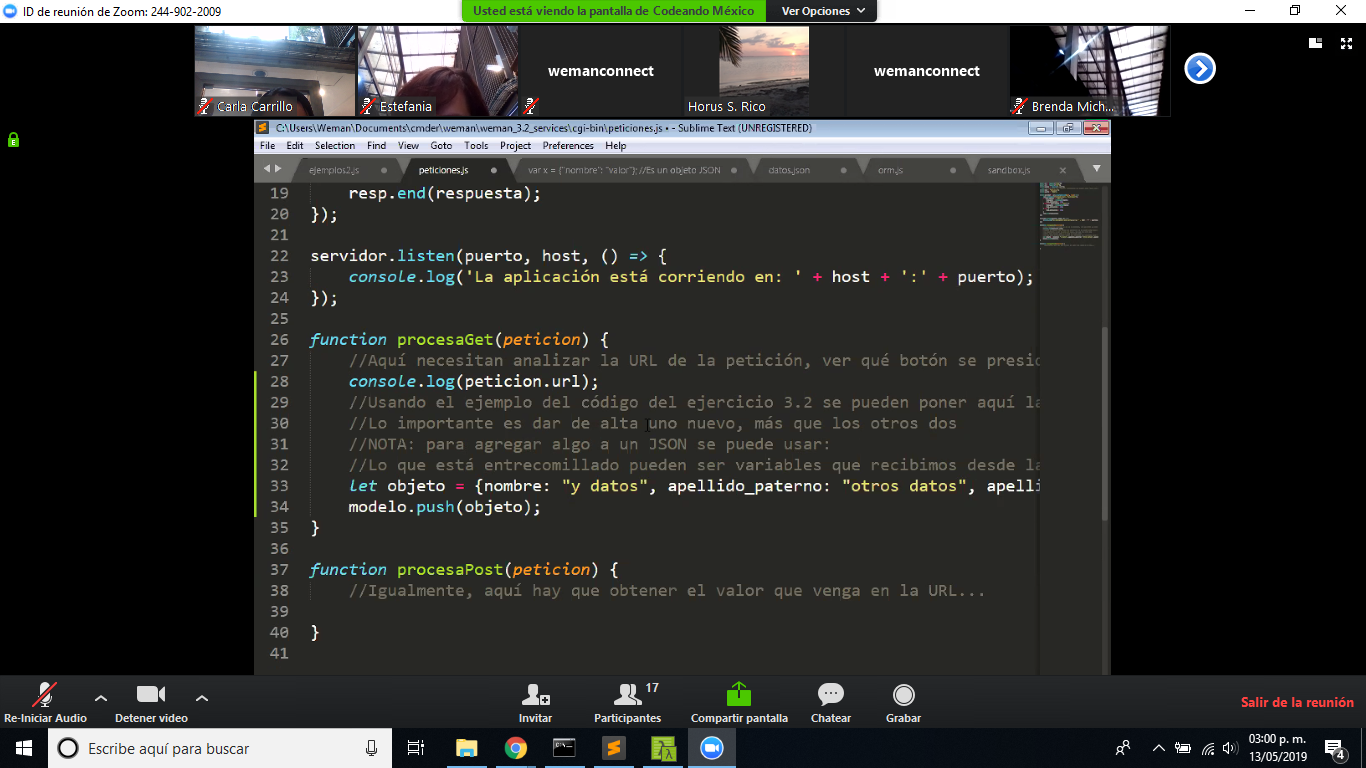 ID de reunión de Zoom: 244-902-2009
Usted está viendo la pantalla de Codeando México
Ver Opciones
Carla Carrillo
Estefania
wemanconnect
Horus S. Rico
wemanconnect
Brenda Mich...
C:\Users\Weman\Documents\cmder\weman\weman_3.2_services\cgi-bin\peticiones.js • - Sublime Text (UNREGISTERED)
File Edit Selection Find View Goto Tools Project Preferences Help
ejemplos2.js
peticiones.js
var x = {"nombre": "valor"}; //Es un objeto JSON
datos.json
orm.js
sandbox.js
19 resp.end(respuesta);
20 });
21
22 servidor.listen(puerto, host, () => {
23 console.log('La aplicación está corriendo en: ' + host + ':' + puerto);
24 });
25
26 function procesaGet(peticion) {
27 //Aquí necesitan analizar la URL de la petición, ver qué botón se presio
28 console.log(peticion.url);
29 //Usando el ejemplo del código del ejercicio 3.2 se pueden poner aquí la
30 //Lo importante es dar de alta uno nuevo, más que los otros dos
31 //NOTA: para agregar algo a un JSON se puede usar:
32 //Lo que está entrecomillado pueden ser variables que recibimos desde la
33 let objeto = {nombre: "y datos", apellido_paterno: "otros datos", apelli
34 modelo.push(objeto);
35 }
36
37 function procesaPost(peticion) {
38 //Igualmente, aquí hay que obtener el valor que venga en la URL...
39
40 }
41
Re-Iniciar Audio
Detener video
Invitar
17
Participantes
Compartir pantalla
Chatear
Grabar
Salir de la reunión
Escribe aquí para buscar
03:00 p. m.
13/05/2019
4